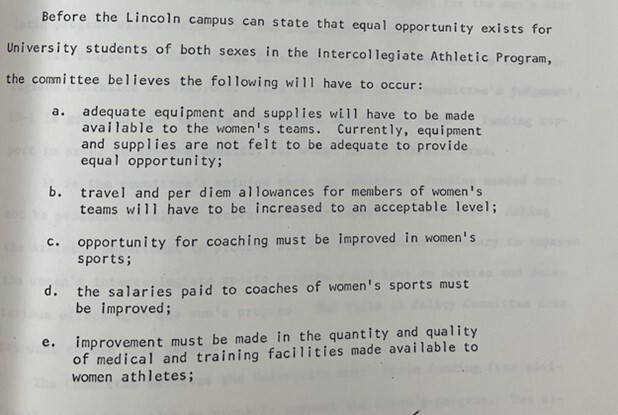 Before the Lincoln campus can state that equal opportunity exists for
University students of both sexes in the Intercollegiate Athletic Program,
the committee believes the following will have to occur:
a. adequate equipment and supplies will have to be made
available to the women's teams. Currently, equipment
and supplies are not felt to be adequate to provide
equal opportunity;
b. travel and per diem allowances for members of women's
teams will have to be increased to an acceptable level;
c. opportunity for coaching must be improved in women's
sports;
d. the salaries paid to coaches of women's sports must
be improved;
e. improvement must be made in the quantity and quality
of medical and training facilities made available to
women athletes;